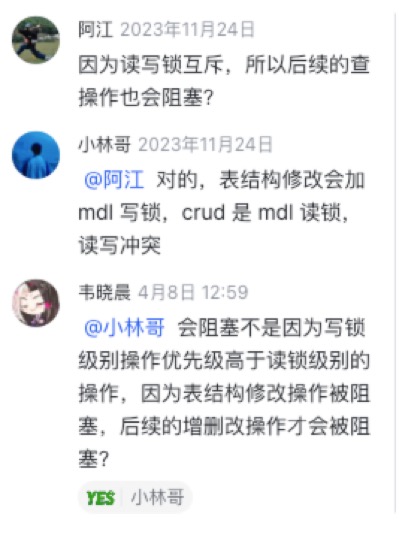 阿江 2023年11月24日
因为读写锁互斥，所以后续的查
操作也会阻塞？
小林哥 2023年11月24日
@阿江 对的，表结构修改会加
mdl 写锁，crud 是 mdl 读锁，
读写冲突
韦晓晨 4月8日 12:59
@小林哥 会阻塞不是因为写锁
级别操作优先级高于读锁级别的
操作，因为表结构修改操作被阻
塞，后续的增删改操作才会被阻
塞？
YES 小林哥